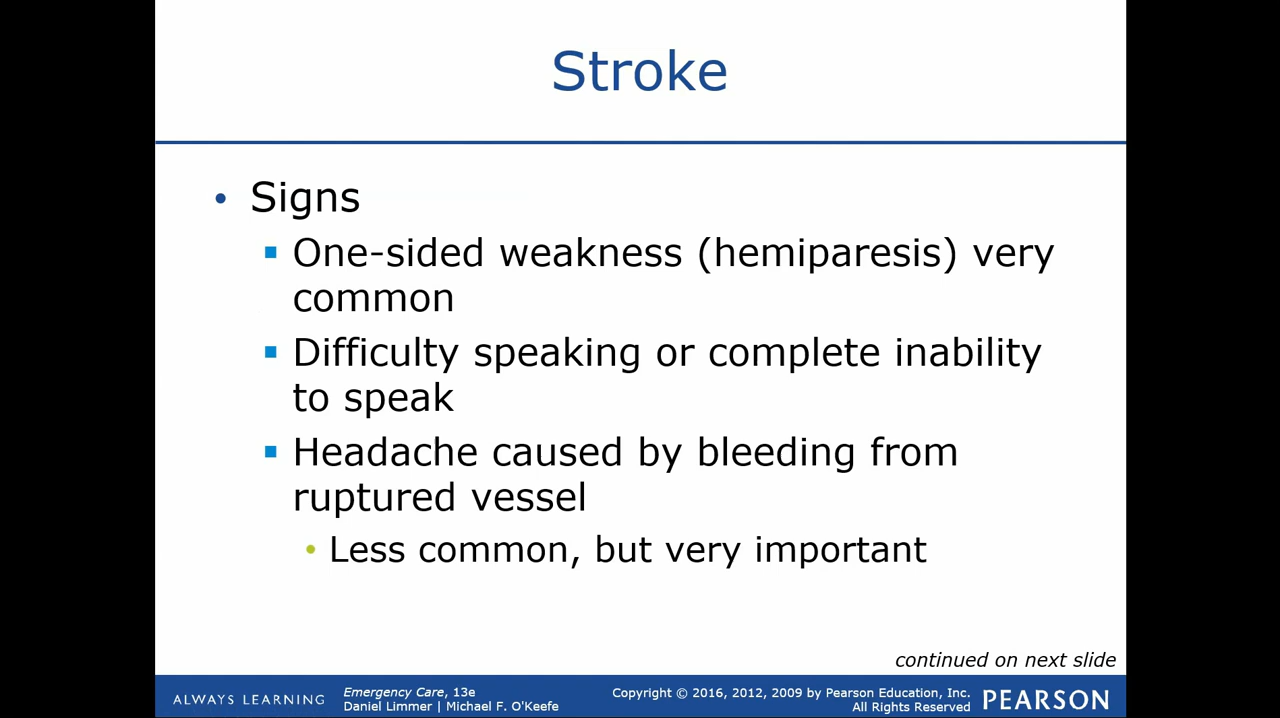 Stroke
• Signs
▪ One-sided weakness (hemiparesis) very
common
▪ Difficulty speaking or complete inability
to speak
▪ Headache caused by bleeding from
ruptured vessel
• Less common, but very important
continued on next slide
ALWAYS LEARNING
Emergency Care, 13e
Daniel Limmer | Michael F. O'Keefe
Copyright © 2016, 2012, 2009 by Pearson Education, Inc.
All Rights Reserved
PEARSON